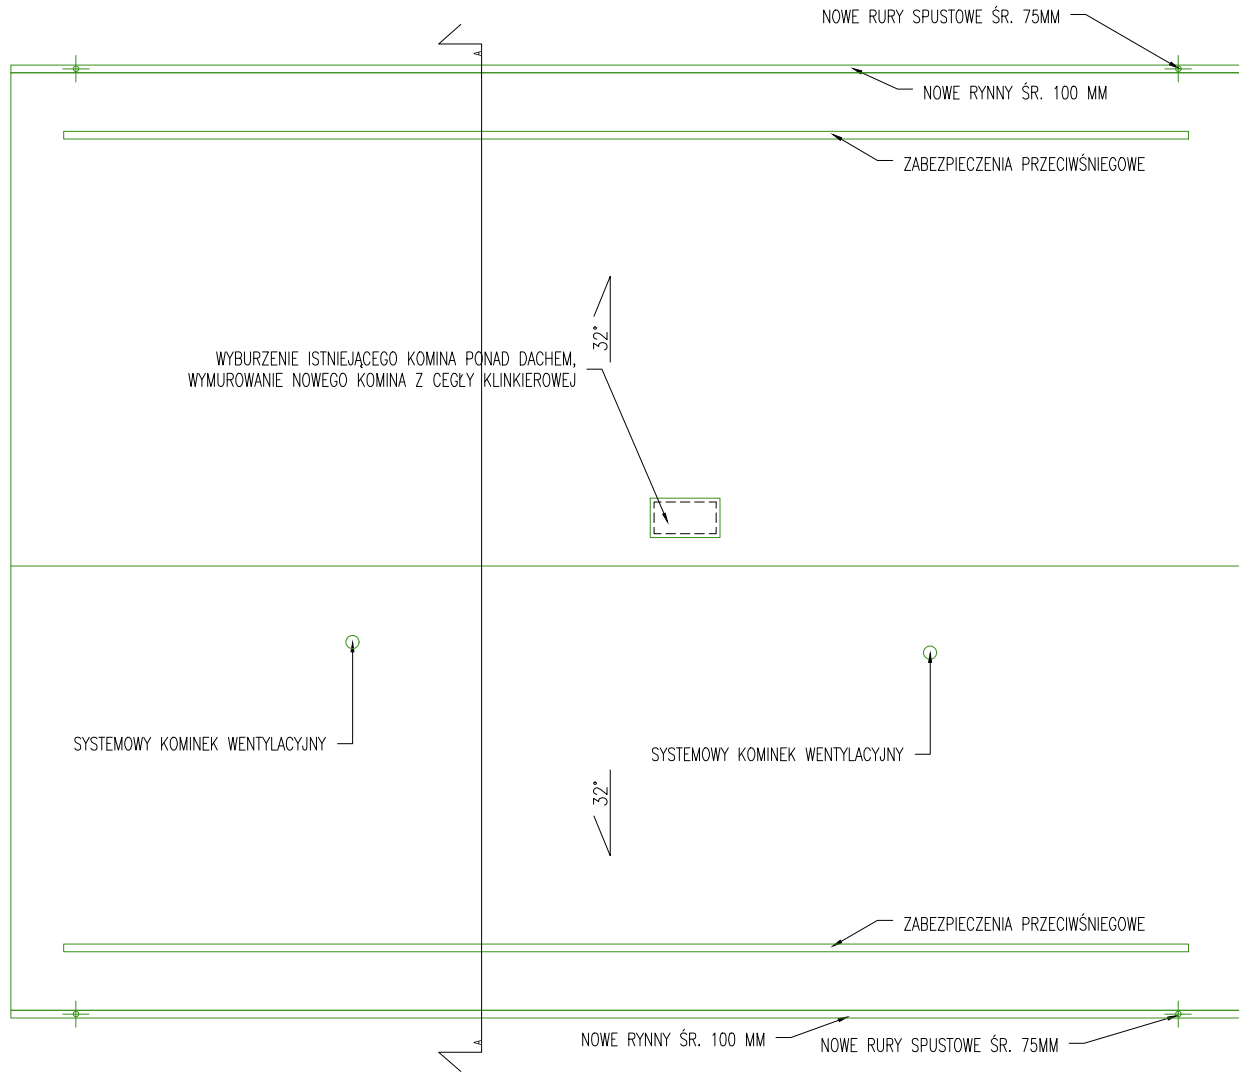 NOWE RURY SPUSTOWE ŚR. 75MM
A
NOWE RYNNY ŚR. 100 MM
ZABEZPIECZENIA PRZECIWŚNIEGOWE
32°
WYBURZENIE ISTNIEJĄCEGO KOMINA PONAD DACHEM,
WYMUROWANIE NOWEGO KOMINA Z CEGŁY KLINKIEROWEJ
SYSTEMOWY KOMINEK WENTYLACYJNY
SYSTEMOWY KOMINEK WENTYLACYJNY
32°
ZABEZPIECZENIA PRZECIWŚNIEGOWE
NOWE RYNNY ŚR. 100 MM
NOWE RURY SPUSTOWE ŚR. 75MM
A